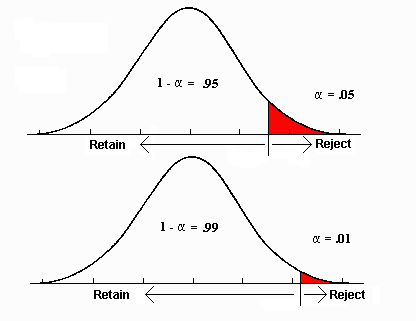 1 - α = .95
α = .05
Retain
Reject
1 - α = .99
α = .01
Retain
Reject